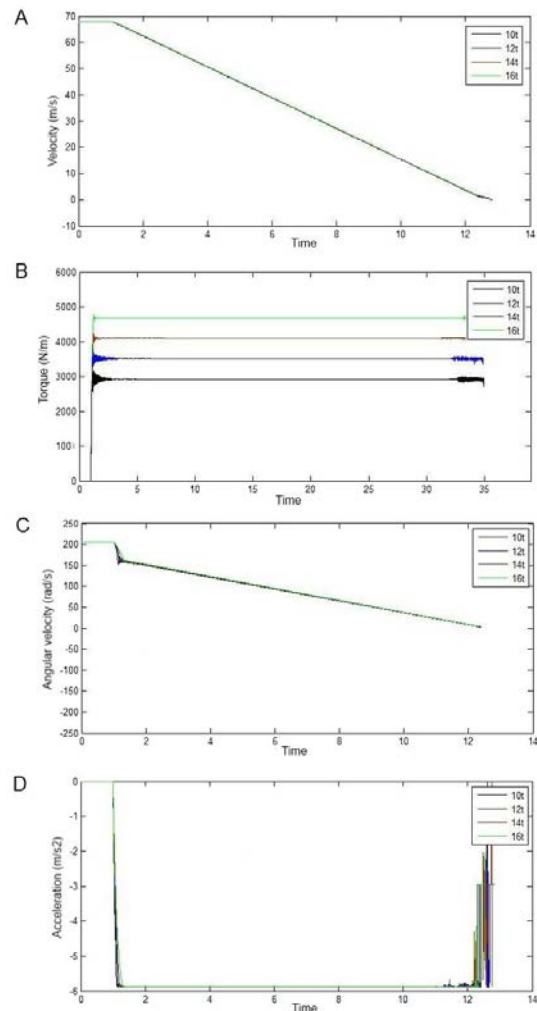 A
70
60
50
40
30
20
10
0
-10
Velocity (m/s)
10t
12t
14t
16t
0 2 4 6 8 10 12 14
Time
B
6000
5000
4000
3000
2000
0
Torque (N/m)
10t
12t
14t
16t
0 5 10 15 20 25 30 35
Time
C
250
200
150
100
50
0
-50
-100
-150
-200
-250
Angular velocity (rad/s)
10t
12t
14t
16t
0 2 4 6 8 10 12 14
Time
D
0
-1
-2
-3
-4
-5
-6
Acceleration (m/s2)
10t
12t
14t
16t
0 2 4 6 8 10 12 14
Time